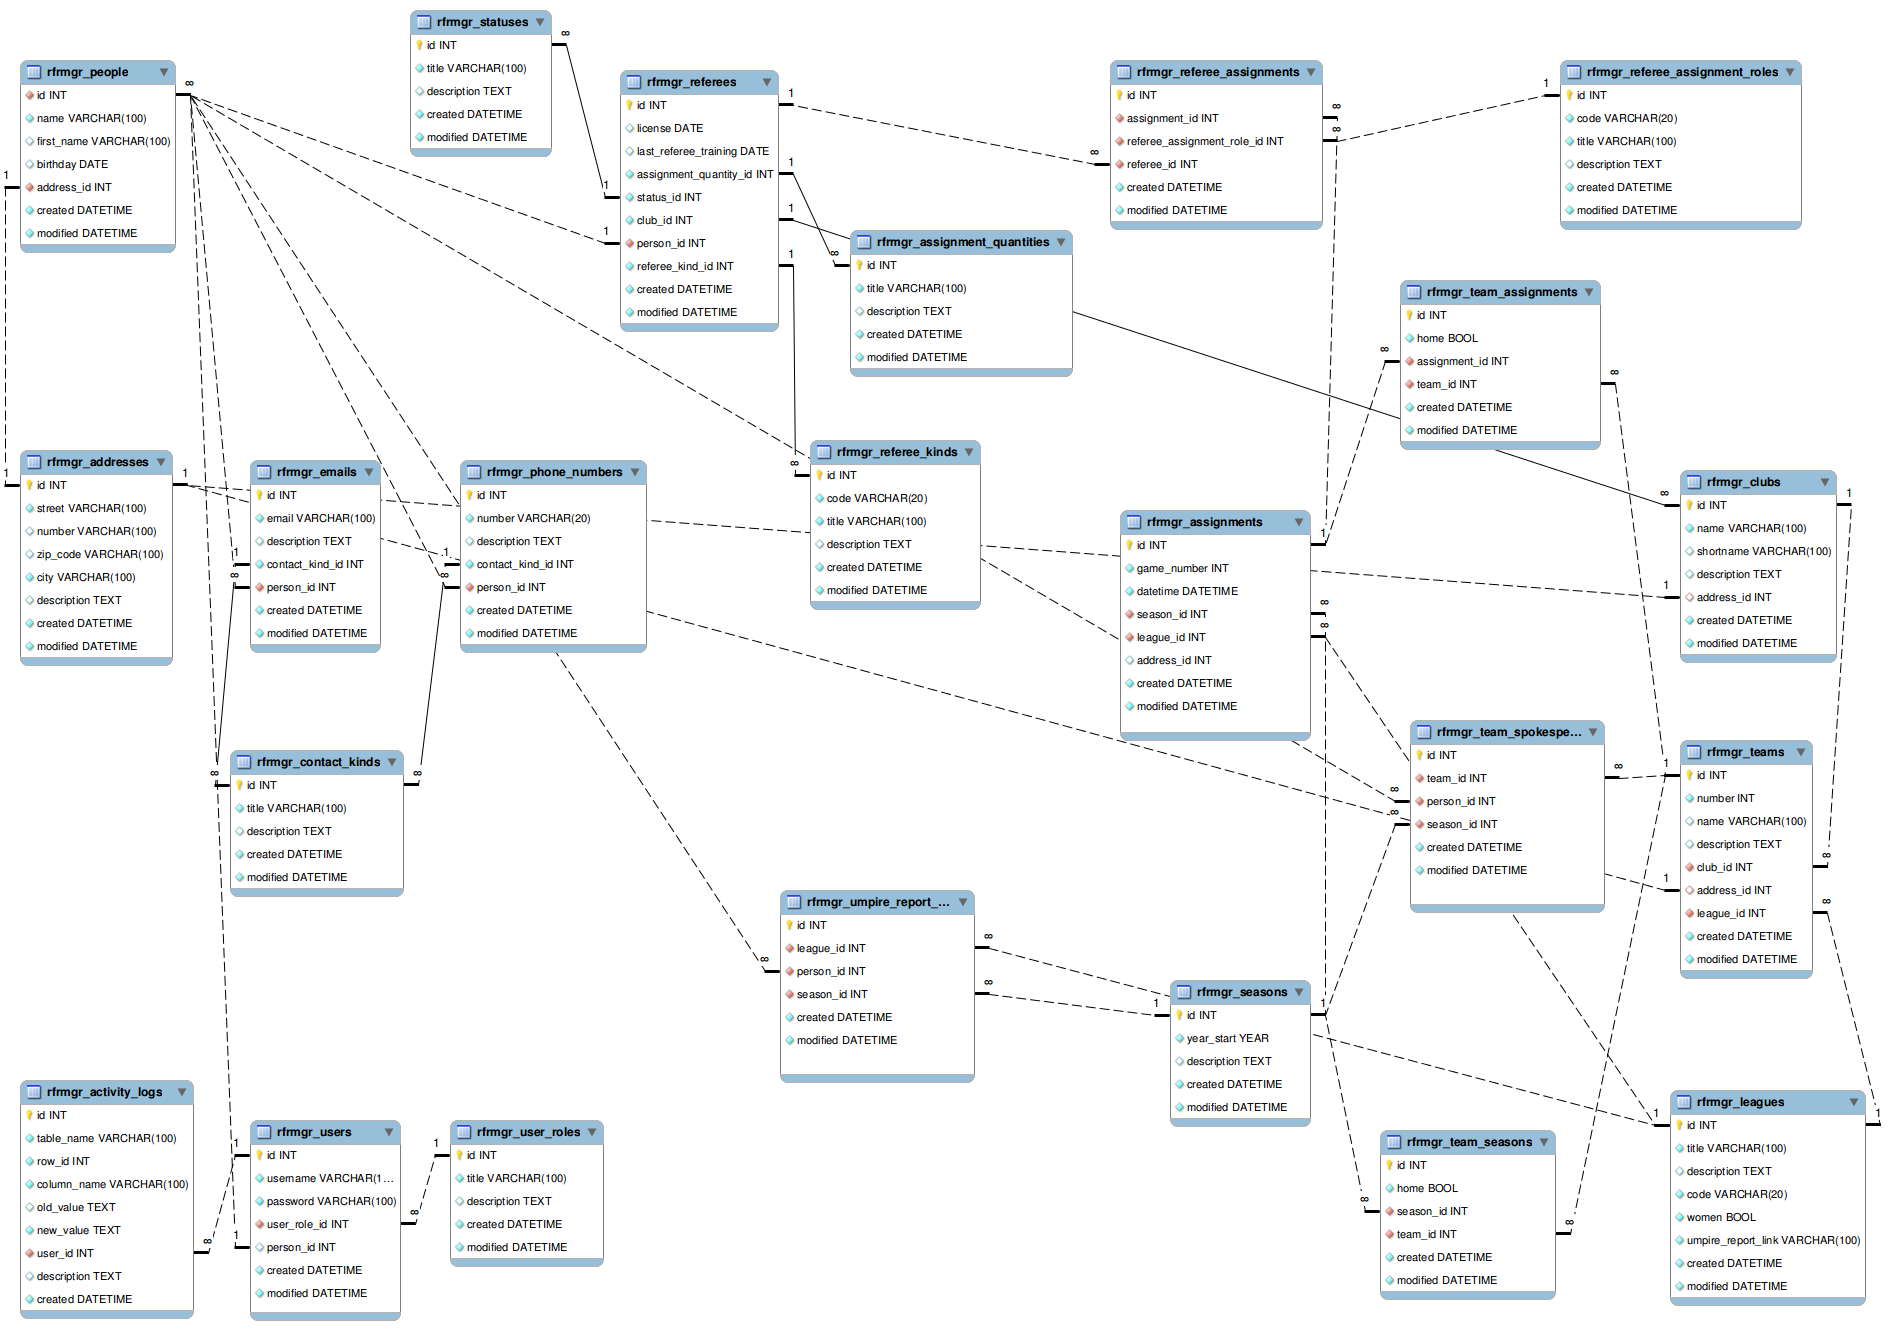 rfrmgr_statuses
id INT
title VARCHAR(100)
description TEXT
created DATETIME
modified DATETIME
rfrmgr_people
id INT
name VARCHAR(100)
first_name VARCHAR(100)
birthday DATE
address_id INT
created DATETIME
modified DATETIME
rfrmgr_referees
id INT
license DATE
last_referee_training DATE
assignment_quantity_id INT
status_id INT
club_id INT
person_id INT
referee_kind_id INT
created DATETIME
modified DATETIME
rfrmgr_referee_assignments
id INT
assignment_id INT
referee_assignment_role_id INT
referee_id INT
created DATETIME
modified DATETIME
rfrmgr_referee_assignment_roles
id INT
code VARCHAR(20)
title VARCHAR(100)
description TEXT
created DATETIME
modified DATETIME
rfrmgr_assignment_quantities
id INT
title VARCHAR(100)
description TEXT
created DATETIME
modified DATETIME
rfrmgr_team_assignments
id INT
home BOOL
assignment_id INT
team_id INT
created DATETIME
modified DATETIME
rfrmgr_addresses
id INT
street VARCHAR(100)
number VARCHAR(100)
zip_code VARCHAR(100)
city VARCHAR(100)
description TEXT
created DATETIME
modified DATETIME
rfrmgr_emails
id INT
email VARCHAR(100)
description TEXT
contact_kind_id INT
person_id INT
created DATETIME
modified DATETIME
rfrmgr_phone_numbers
id INT
number VARCHAR(20)
description TEXT
contact_kind_id INT
person_id INT
created DATETIME
modified DATETIME
rfrmgr_referee_kinds
id INT
code VARCHAR(20)
title VARCHAR(100)
description TEXT
created DATETIME
modified DATETIME
rfrmgr_assignments
id INT
game_number INT
datetime DATETIME
season_id INT
league_id INT
address_id INT
created DATETIME
modified DATETIME
rfrmgr_clubs
id INT
name VARCHAR(100)
shortname VARCHAR(100)
description TEXT
address_id INT
created DATETIME
modified DATETIME
rfrmgr_contact_kinds
id INT
title VARCHAR(100)
description TEXT
created DATETIME
modified DATETIME
rfrmgr_team_spokespe...
id INT
team_id INT
person_id INT
season_id INT
created DATETIME
modified DATETIME
rfrmgr_teams
id INT
number INT
name VARCHAR(100)
description TEXT
club_id INT
address_id INT
league_id INT
created DATETIME
modified DATETIME
rfrmgr_umpire_report_...
id INT
league_id INT
person_id INT
season_id INT
created DATETIME
modified DATETIME
rfrmgr_seasons
id INT
year_start YEAR
description TEXT
created DATETIME
modified DATETIME
rfrmgr_activity_logs
id INT
table_name VARCHAR(100)
row_id INT
column_name VARCHAR(100)
old_value TEXT
new_value TEXT
user_id INT
description TEXT
created DATETIME
rfrmgr_users
id INT
username VARCHAR(1...
password VARCHAR(100)
user_role_id INT
person_id INT
created DATETIME
modified DATETIME
rfrmgr_user_roles
id INT
title VARCHAR(100)
description TEXT
created DATETIME
modified DATETIME
rfrmgr_team_seasons
id INT
home BOOL
season_id INT
team_id INT
created DATETIME
modified DATETIME
rfrmgr_leagues
id INT
title VARCHAR(100)
description TEXT
code VARCHAR(20)
women BOOL
umpire_report_link VARCHAR(100)
created DATETIME
modified DATETIME